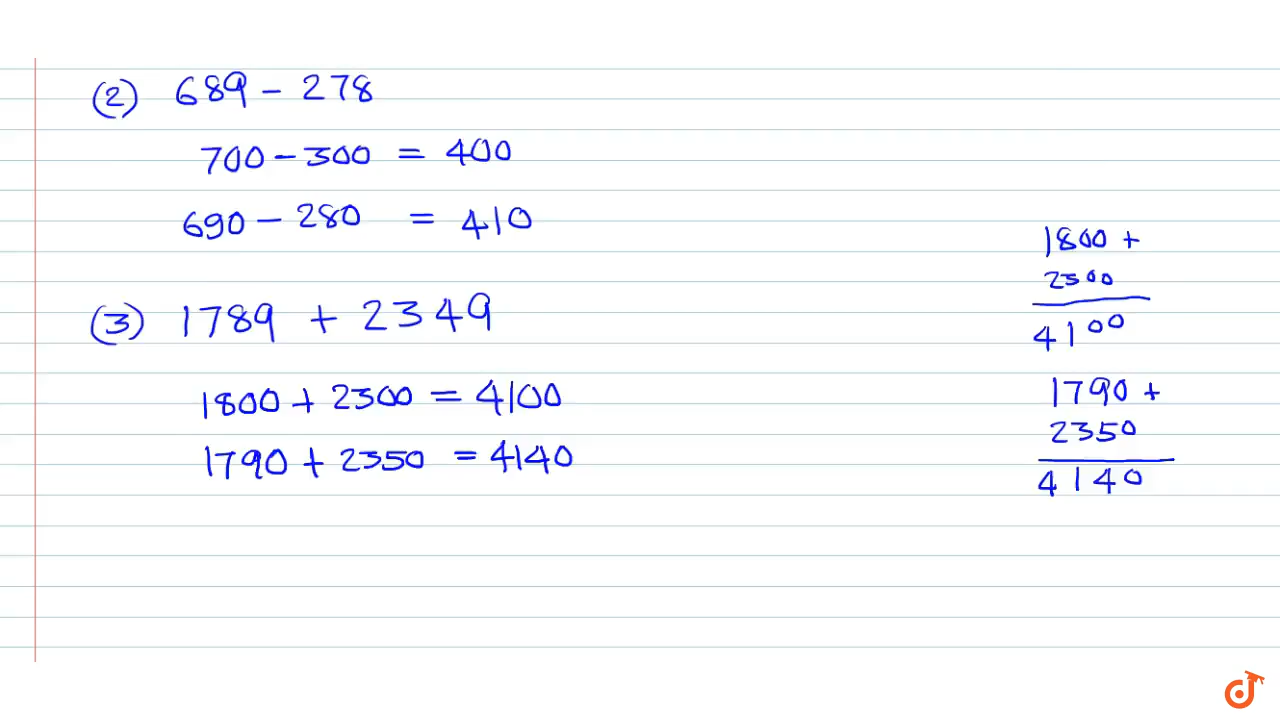 (2) 689 - 278
700 - 300 = 400
690 - 280 = 410
(3) 1789 + 2349
1800 + 2300 = 4100
1790 + 2350 = 4140
1800 +
2300
4100
1790 +
2350
4140